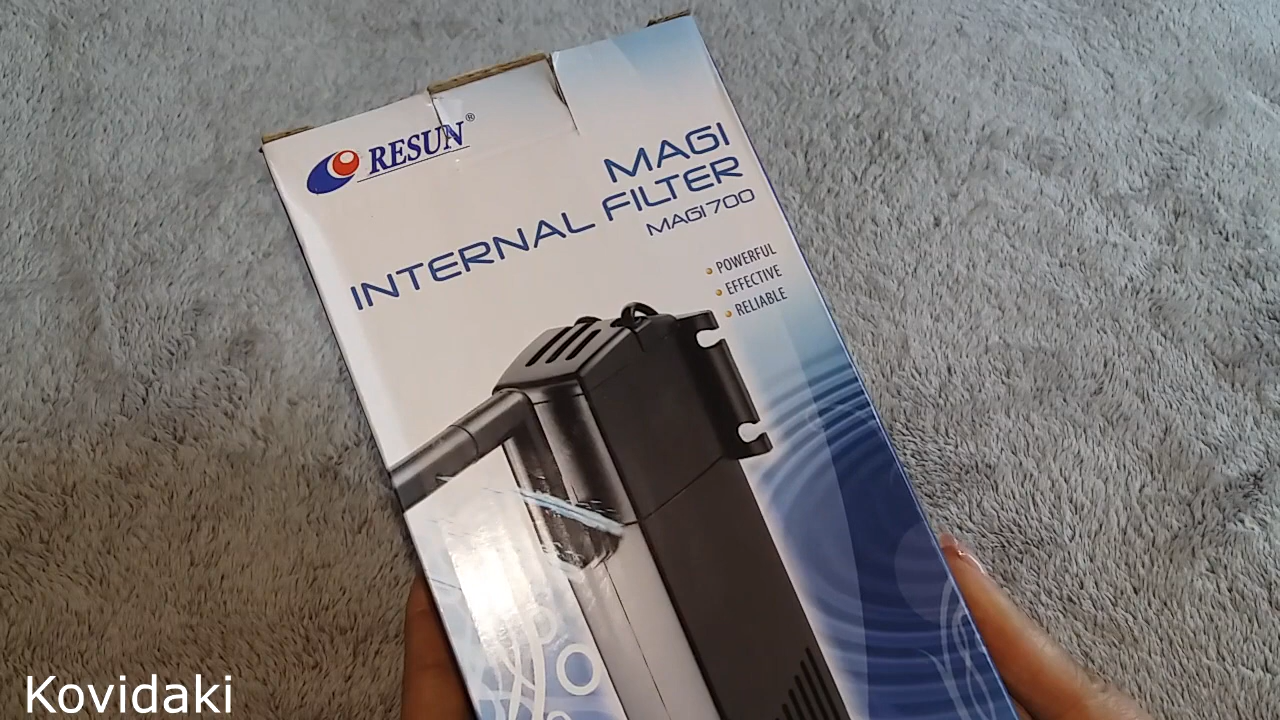 RESUN®
MAGI
INTERNAL FILTER
MAGI 700
POWERFUL
EFFECTIVE
RELIABLE
Kovidaki